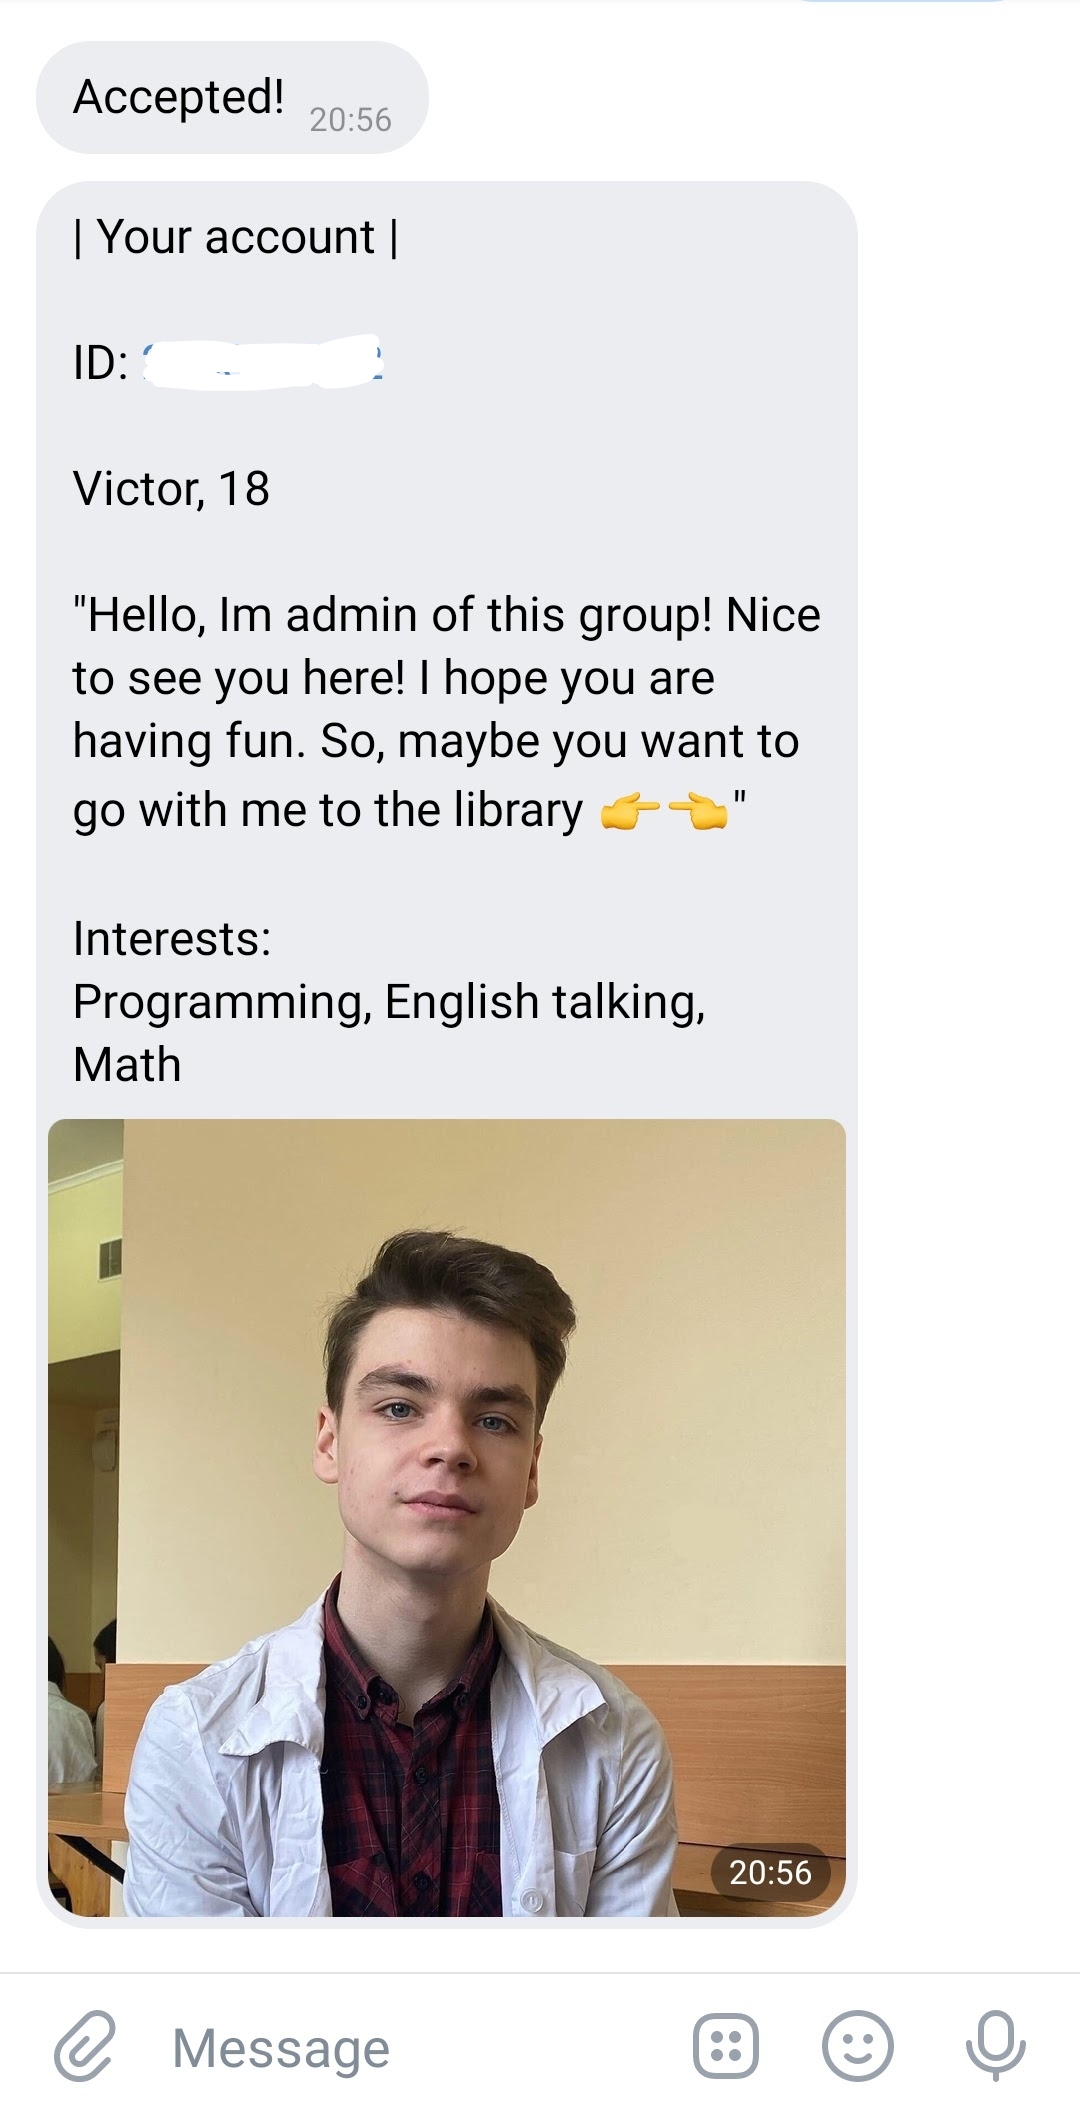 Accepted! 20:56
| Your account |
ID:
Victor, 18
"Hello, Im admin of this group! Nice
to see you here! I hope you are
having fun. So, maybe you want to
go with me to the library 👉👈"
Interests:
Programming, English talking,
Math
20:56
Message